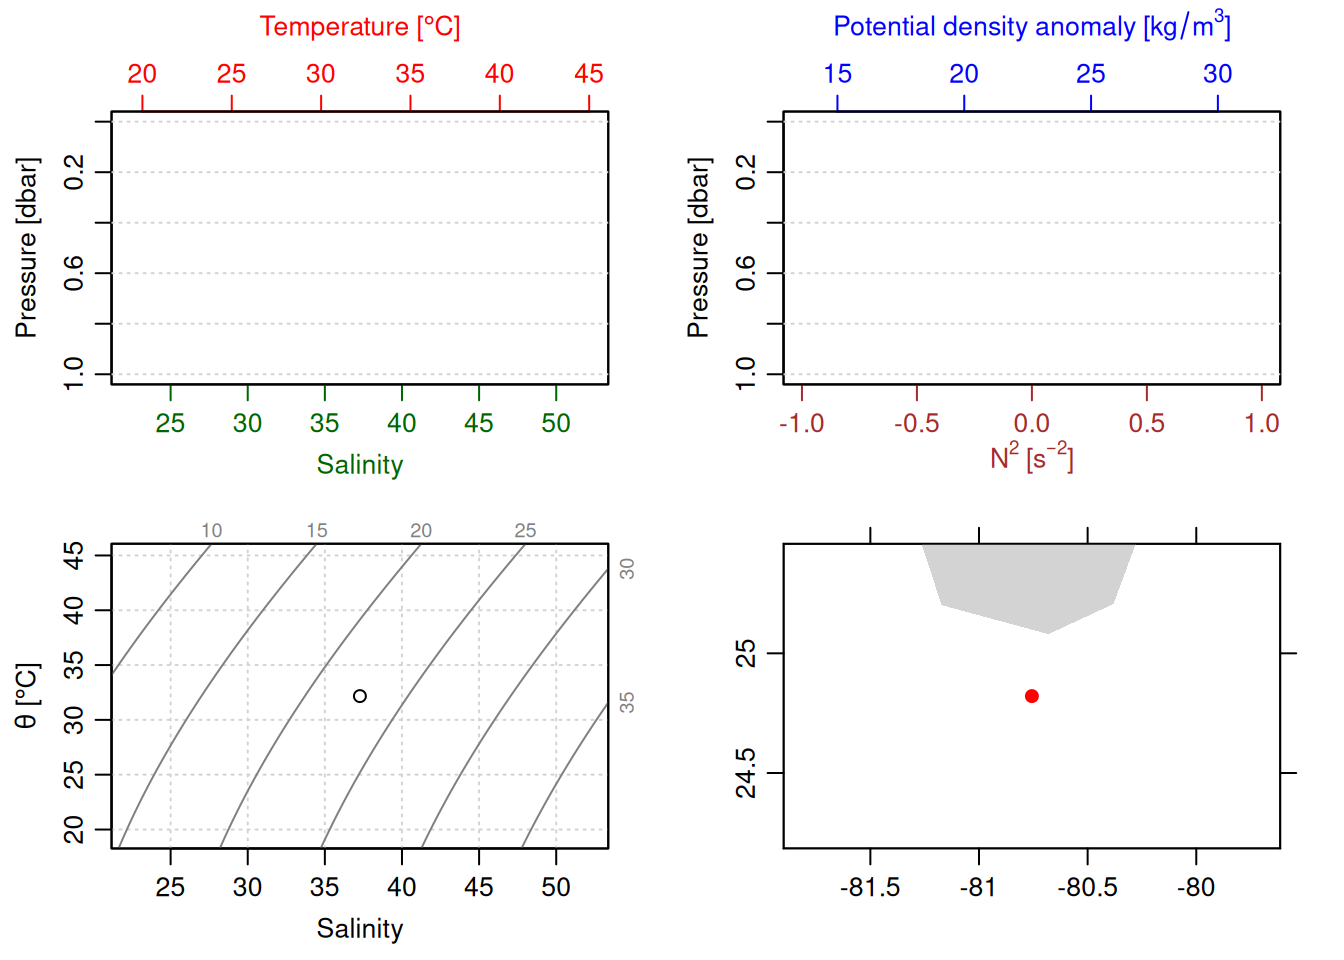 Temperature [°C]
20 25 30 35 40 45
Pressure [dbar]
0.2 0.6 1.0
25 30 35 40 45 50
Salinity
Potential density anomaly [kg/m³]
15 20 25 30
Pressure [dbar]
0.2 0.6 1.0
-1.0 -0.5 0.0 0.5 1.0
N² [s⁻²]
10 15 20 25
30
35
θ [°C]
45 40 35 30 25 20
25 30 35 40 45 50
Salinity
25
24.5
-81.5 -81 -80.5 -80